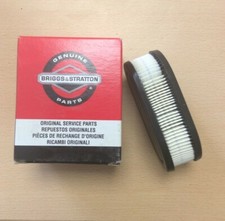 GENUINE
BRIGGS & STRATTON
PARTS
ORIGINAL SERVICE PARTS
REPUESTOS ORIGINALES
PIÈCES DE RECHANGE D'ORIGINE
RICAMBI ORIGINALI